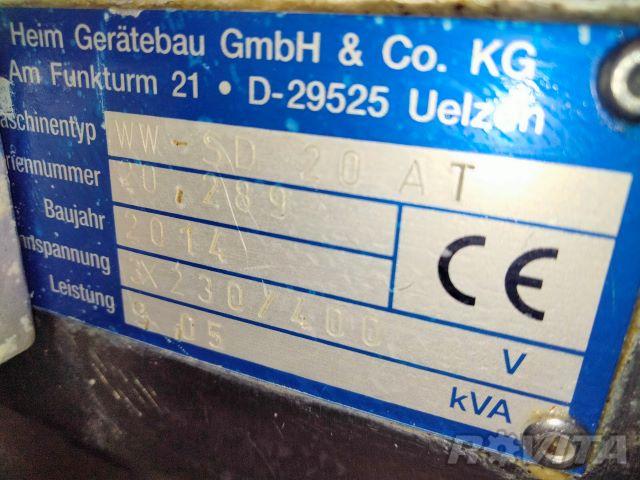 Heim Gerätebau GmbH & Co. KG
Am Funkturm 21 • D-29525 Uelzen
aschinentyp WW-SD 20 AT
riennummer 20.289
Baujahr 2014
nnspannung 3X230/400 V
Leistung 9.05 kVA
CE
ROVITA